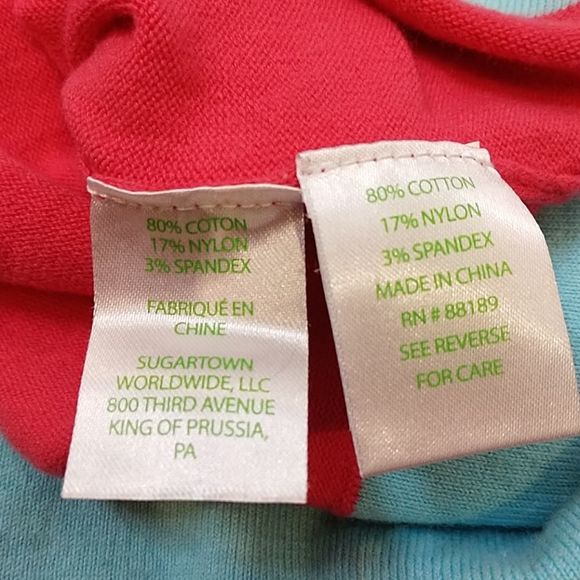 80% COTON
17% NYLON
3% SPANDEX
FABRIQUÉ EN
CHINE
SUGARTOWN
WORLDWIDE, LLC
800 THIRD AVENUE
KING OF PRUSSIA,
PA
80% COTTON
17% NYLON
3% SPANDEX
MADE IN CHINA
RN # 88189
SEE REVERSE
FOR CARE